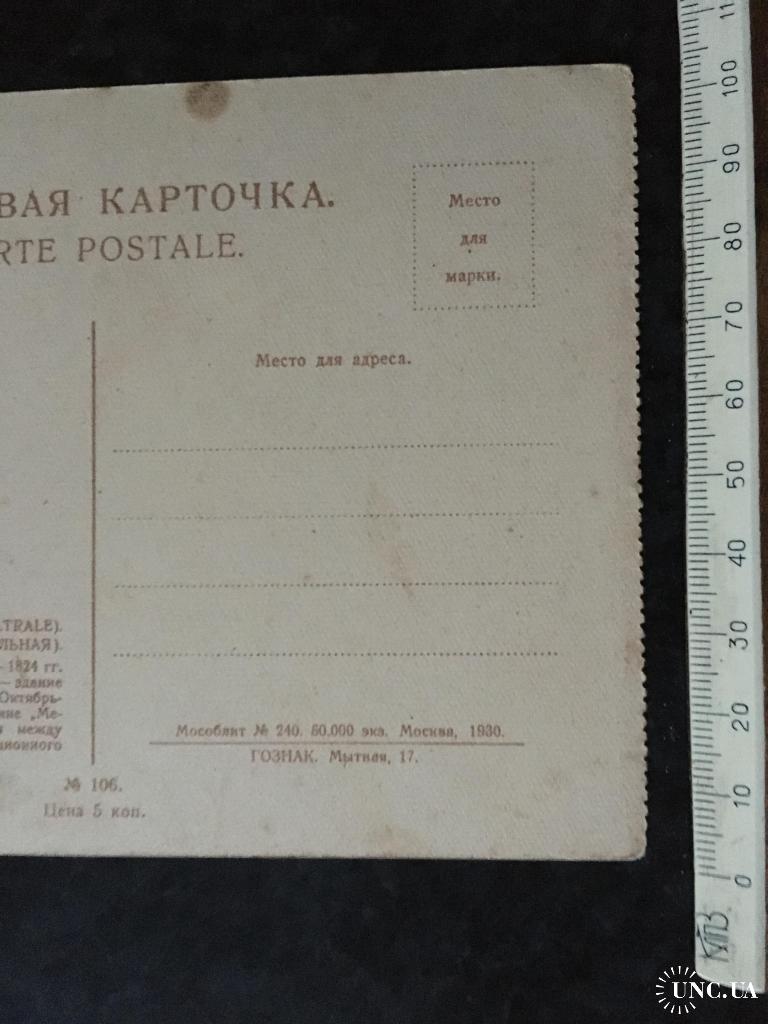 ВАЯ КАРТОЧКА.
RTE POSTALE.
Место
для
марки.
Место для адреса.
TRALE).
ЛЬНАЯ).
-1824 гг.
— здание
Октябрь-
ние „Ме-
между
ционного
№ 106.
Цена 5 коп.
Мособлит № 240. 60.000 экз. Москва, 1930.
ГОЗНАК. Мытная, 17.
11
100
90
80
70
60
50
40
30
20
10
0
UNC.UA